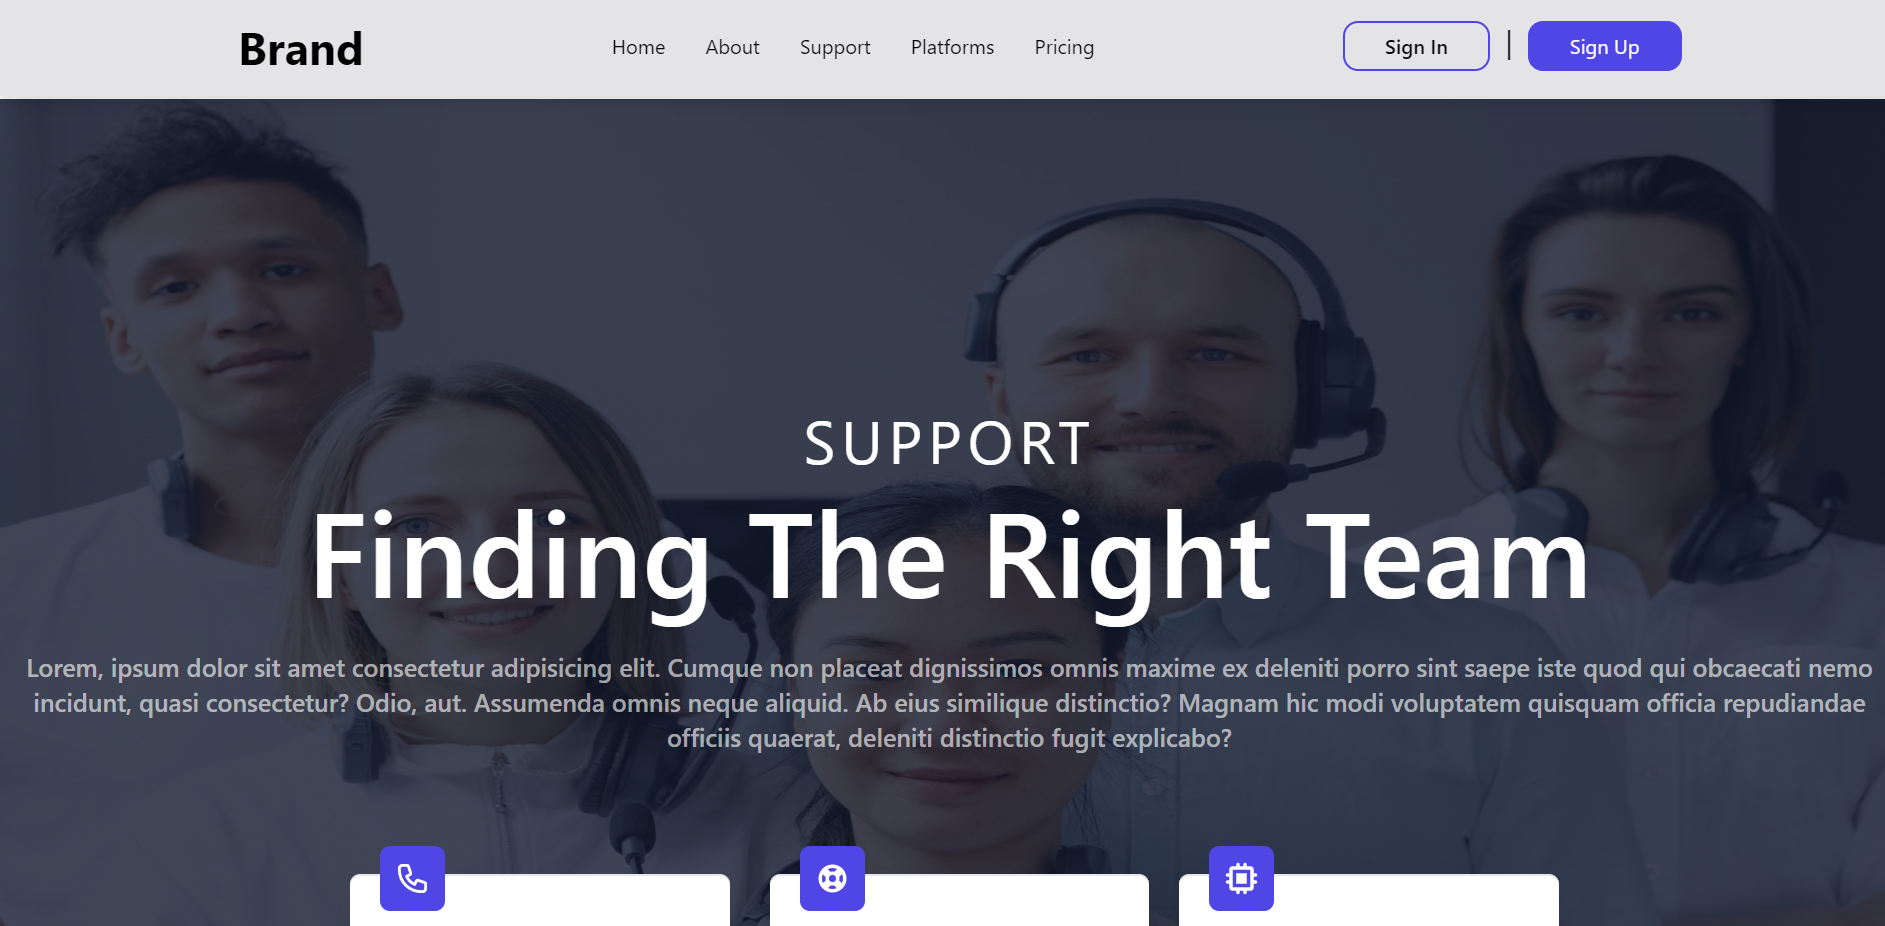 Brand
Home About Support Platforms Pricing
Sign In | Sign Up
SUPPORT
Finding The Right Team
Lorem, ipsum dolor sit amet consectetur adipisicing elit. Cumque non placeat dignissimos omnis maxime ex deleniti porro sint saepe iste quod qui obcaecati nemo
incidunt, quasi consectetur? Odio, aut. Assumenda omnis neque aliquid. Ab eius similique distinctio? Magnam hic modi voluptatem quisquam officia repudiandae
officiis quaerat, deleniti distinctio fugit explicabo?